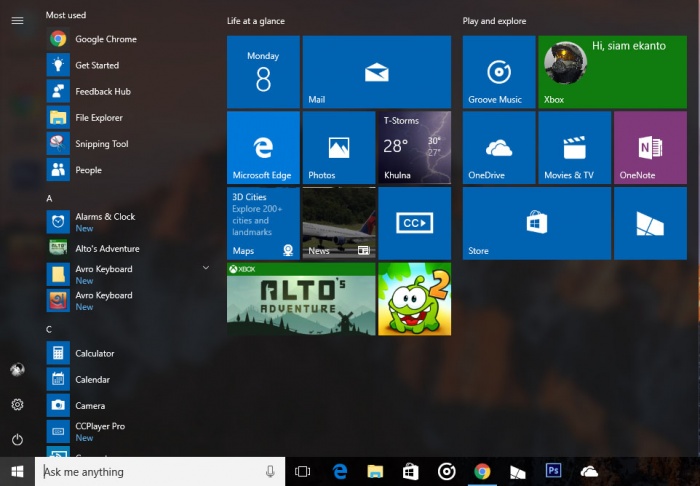 Most used
Google Chrome
Get Started
Feedback Hub
File Explorer
Snipping Tool
People
A
Alarms & Clock
New
Alto's Adventure
Avro Keyboard
New
Avro Keyboard
New
C
Calculator
Calendar
Camera
CCPlayer Pro
New
Life at a glance
Monday
8
Mail
Microsoft Edge
Photos
T-Storms
28° 30°
27°
Khulna
3D Cities
Explore 200+
cities and
landmarks
Maps
News
CC
XBOX
ALTO'S
ADVENTURE
2
Play and explore
Groove Music
Hi, siam ekanto
Xbox
OneDrive
Movies & TV
N
OneNote
Store
Ask me anything
Ps